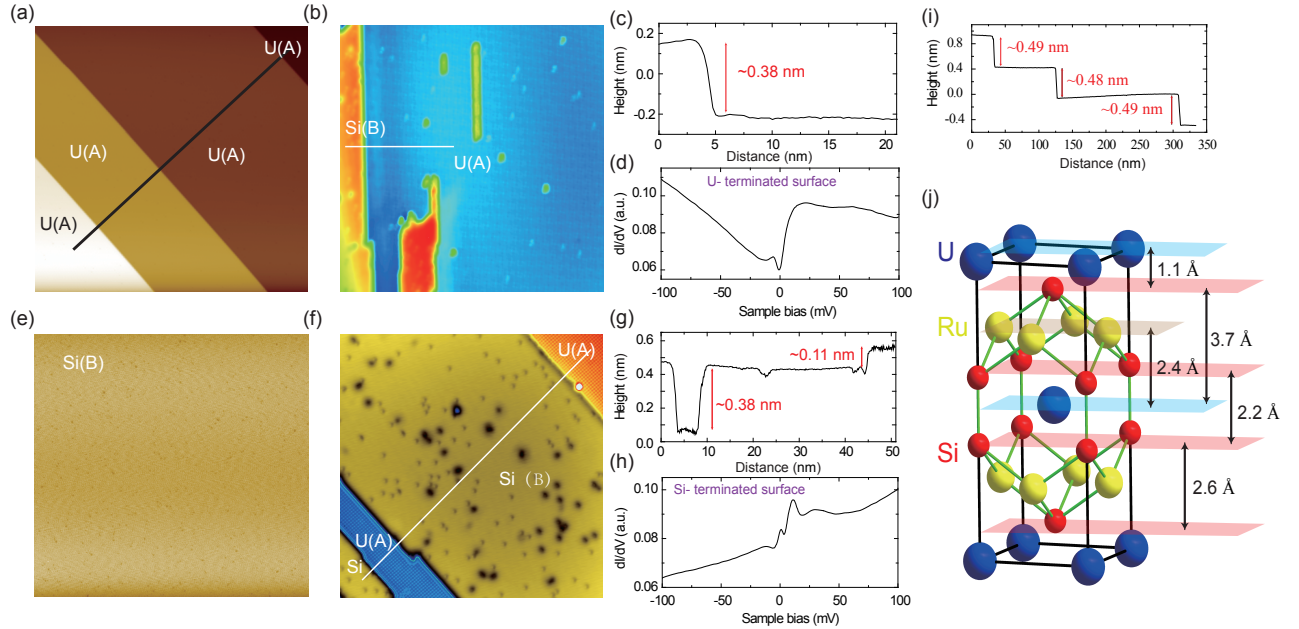 (a)
U(A)
U(A)
U(A)
U(A)
(b)
Si(B)
U(A)
(c)
Height (nm)
0.2
0.0
-0.2
~0.38 nm
0 5 10 15 20
Distance (nm)
(d)
U- terminated surface
dI/dV (a.u.)
0.10
0.08
0.06
-100 -50 0 50 100
Sample bias (mV)
(e)
Si(B)
(f)
U(A)
Si (B)
U(A)
Si
(g)
Height (nm)
0.6
0.4
0.2
0.0
~0.11 nm
~0.38 nm
0 10 20 30 40 50
Distance (nm)
(h)
Si- terminated surface
dI/dV (a.u.)
0.10
0.08
0.06
-100 -50 0 50 100
Sample bias (mV)
(i)
Height (nm)
0.8
0.4
0.0
-0.4
~0.49 nm
~0.48 nm
~0.49 nm
0 50 100 150 200 250 300 350
Distance (nm)
(j)
U
Ru
Si
1.1 Å
3.7 Å
2.4 Å
2.2 Å
2.6 Å